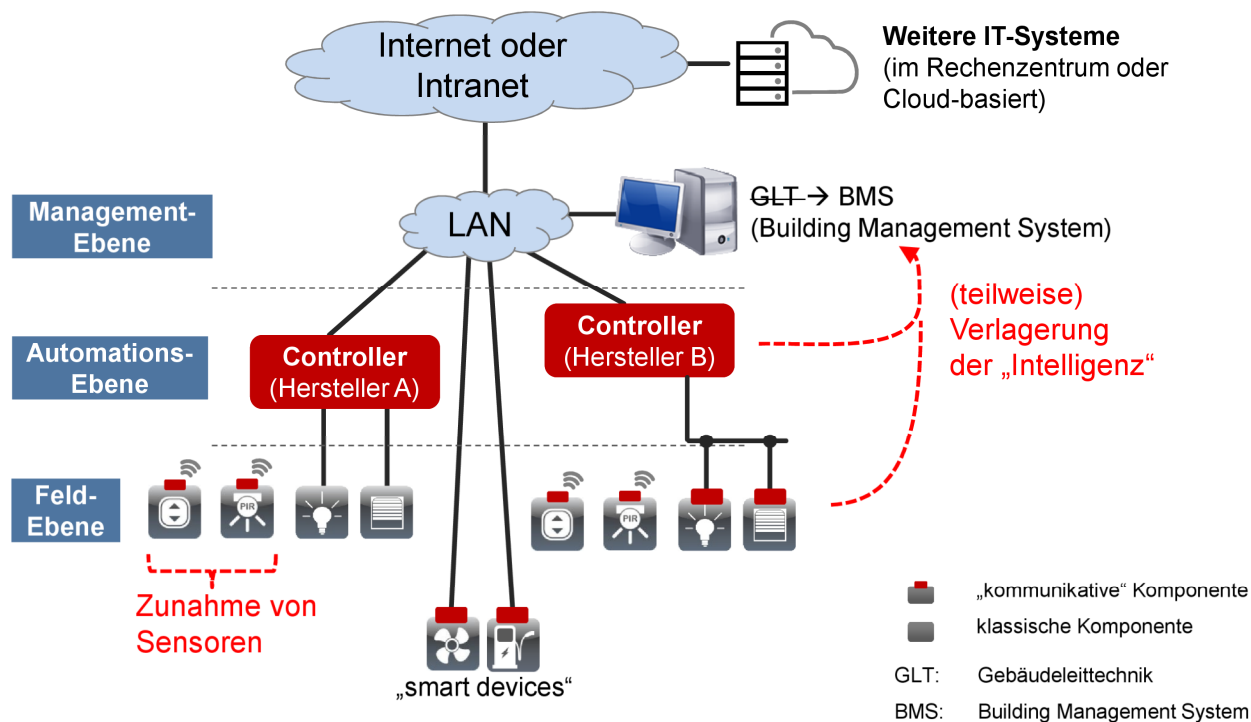 Internet oder
Intranet
Weitere IT-Systeme
(im Rechenzentrum oder
Cloud-basiert)
Management-
Ebene
LAN
GLT → BMS
(Building Management System)
(teilweise)
Verlagerung
der „Intelligenz“
Automations-
Ebene
Controller
(Hersteller A)
Controller
(Hersteller B)
Feld-
Ebene
PIR
PIR
Zunahme von
Sensoren
„smart devices“
„kommunikative“ Komponente
klassische Komponente
GLT: Gebäudeleittechnik
BMS: Building Management System